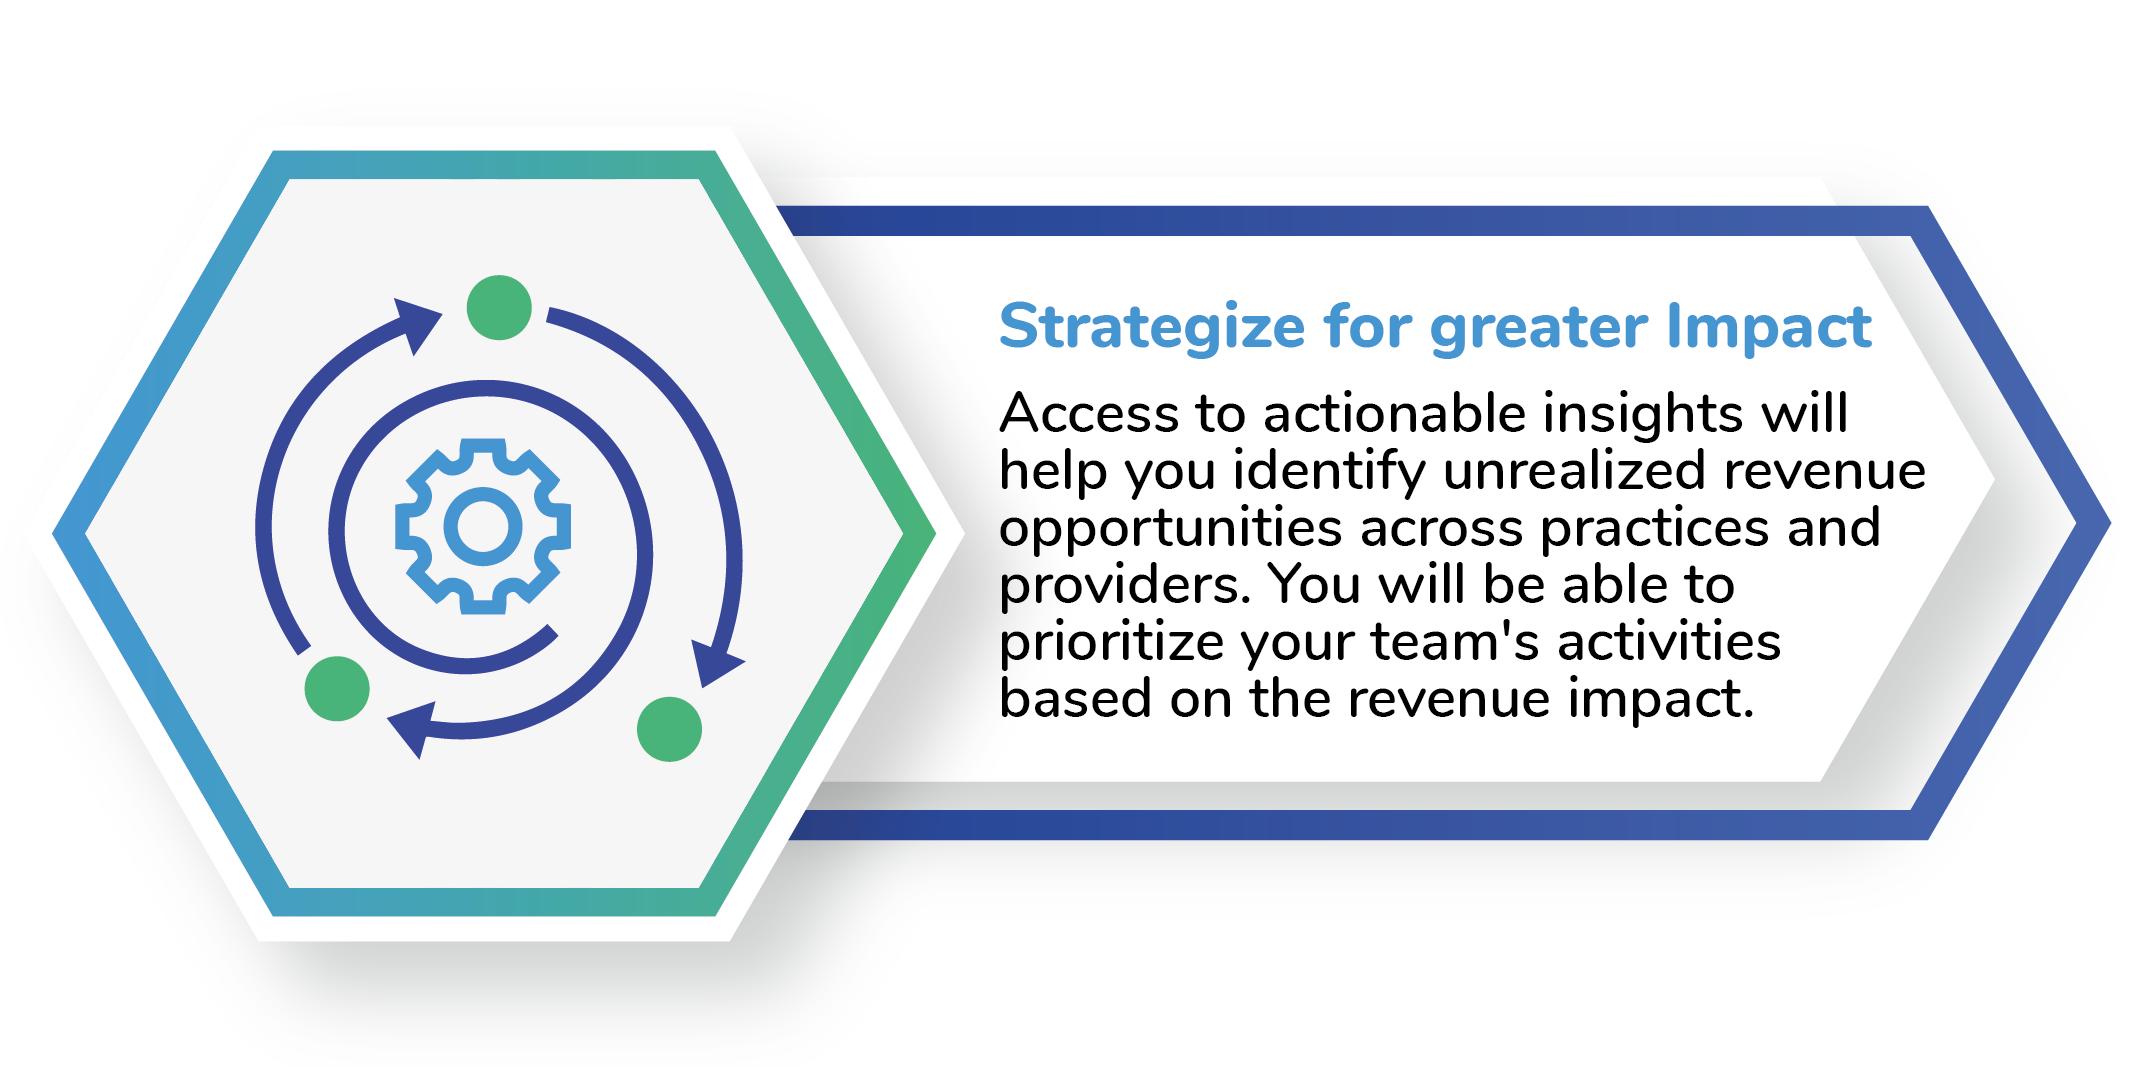 Strategize for greater Impact
Access to actionable insights will
help you identify unrealized revenue
opportunities across practices and
providers. You will be able to
prioritize your team's activities
based on the revenue impact.